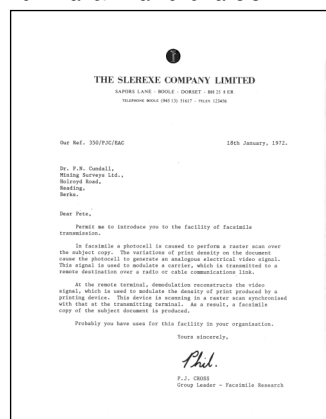 THE SLEREXE COMPANY LIMITED
SAPORS LANE - BOOLE - DORSET - BH 25 8 ER
TELEPHONE BOOLE (945 13) 51617 - TELEX 123456
Our Ref. 350/PJC/EAC 18th January, 1972.
Dr. P.N. Cundall,
Mining Surveys Ltd.,
Holroyd Road,
Reading,
Berks.
Dear Pete,
Permit me to introduce you to the facility of facsimile
transmission.
In facsimile a photocell is caused to perform a raster scan over
the subject copy. The variations of print density on the document
cause the photocell to generate an analogous electrical video signal.
This signal is used to modulate a carrier, which is transmitted to a
remote destination over a radio or cable communications link.
At the remote terminal, demodulation reconstructs the video
signal, which is used to modulate the density of print produced by a
printing device. This device is scanning in a raster scan synchronised
with that at the transmitting terminal. As a result, a facsimile
copy of the subject document is produced.
Probably you have uses for this facility in your organisation.
Yours sincerely,
Phil.
P.J. CROSS
Group Leader - Facsimile Research